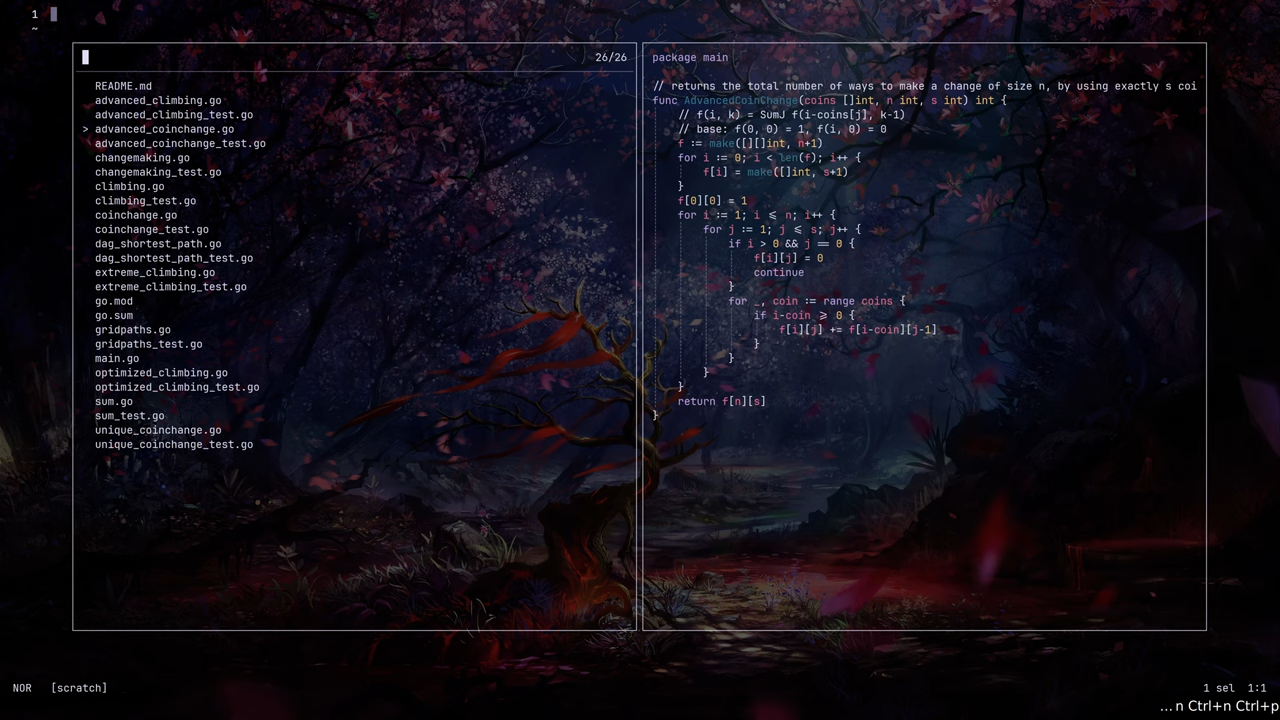 1
~
26/26
README.md
advanced_climbing.go
advanced_climbing_test.go
> advanced_coinchange.go
advanced_coinchange_test.go
changemaking.go
changemaking_test.go
climbing.go
climbing_test.go
coinchange.go
coinchange_test.go
dag_shortest_path.go
dag_shortest_path_test.go
extreme_climbing.go
extreme_climbing_test.go
go.mod
go.sum
gridpaths.go
gridpaths_test.go
main.go
optimized_climbing.go
optimized_climbing_test.go
sum.go
sum_test.go
unique_coinchange.go
unique_coinchange_test.go
package main
// returns the total number of ways to make a change of size n, by using exactly s coi
func AdvancedCoinChange(coins []int, n int, s int) int {
    // f(i, k) = SumJ f(i-coins[j], k-1)
    // base: f(0, 0) = 1, f(i, 0) = 0
    f := make([][]int, n+1)
    for i := 0; i < len(f); i++ {
        f[i] = make([]int, s+1)
    }
    f[0][0] = 1
    for i := 1; i <= n; i++ {
        for j := 1; j <= s; j++ {
            if i > 0 && j == 0 {
                f[i][j] = 0
                continue
            }
            for _, coin := range coins {
                if i-coin >= 0 {
                    f[i][j] += f[i-coin][j-1]
                }
            }
        }
    }
    return f[n][s]
}
NOR [scratch]
1 sel 1:1
...n Ctrl+n Ctrl+p